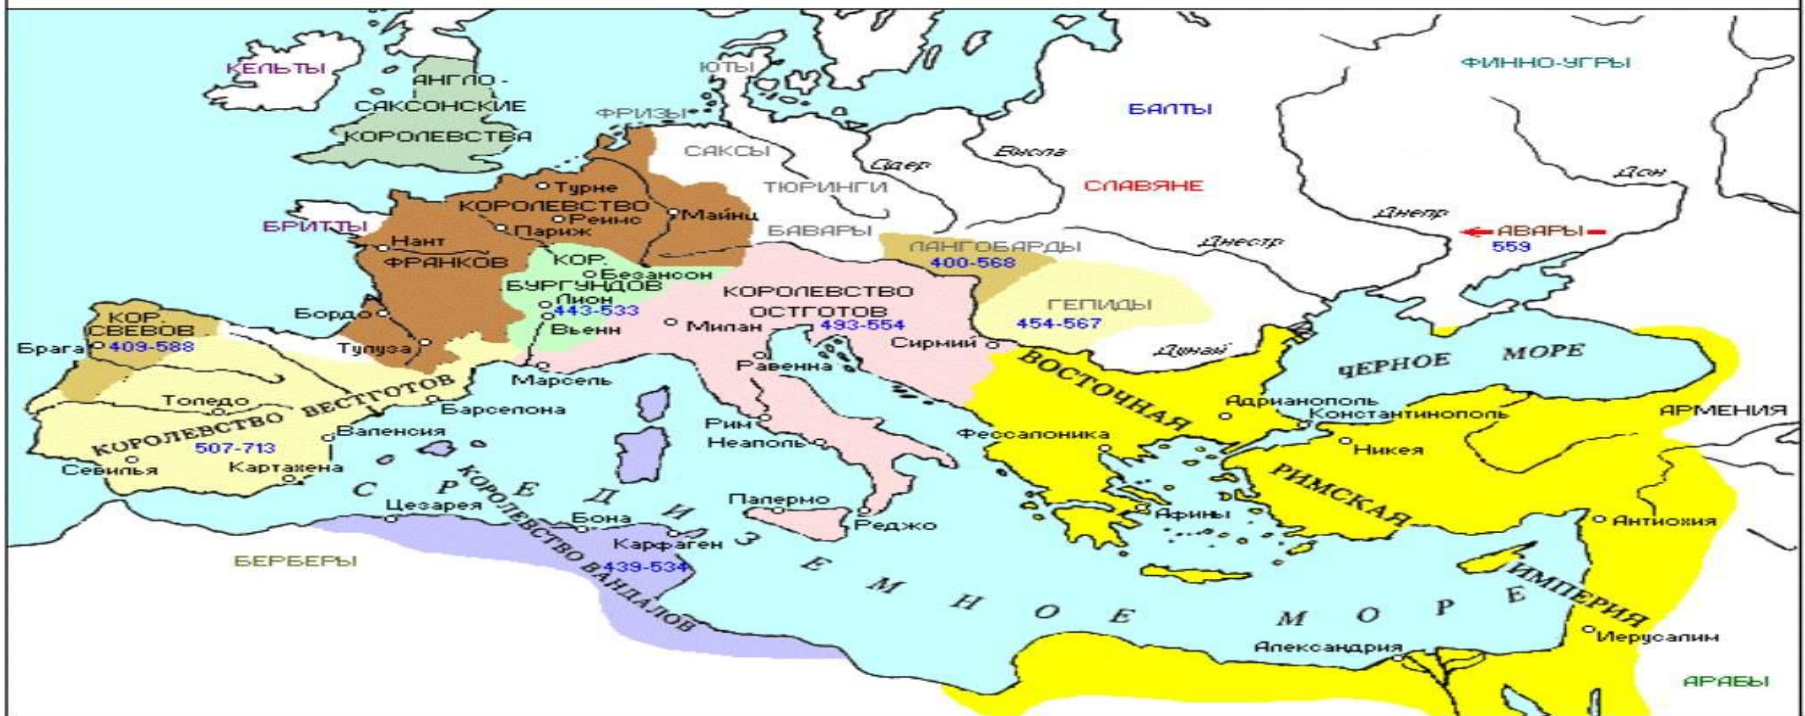 КЕЛЬТЫ
АНГЛО-
САКСОНСКИЕ
КОРОЛЕВСТВА
ЮТЫ
ФРИЗЫ
САКСЫ
ТЮРИНГИ
БАВАРЫ
Одер
Висла
БАЛТЫ
ФИННО-УГРЫ
СЛАВЯНЕ
Дон
Днепр
Днестр
АВАРЫ
559
БРИТТЫ
Турне
КОРОЛЕВСТВО
Реимс
Париж
Майнц
Нант
ФРАНКОВ
КОР.
Безансон
БУРГУНДОВ
Лион
443-533
Вьенн
ЛАНГОБАРДЫ
400-568
ГЕПИДЫ
454-567
КОРОЛЕВСТВО
ОСТГОТОВ
493-554
Милан
Сирмий
Дунай
Равенна
КОР.
СВЕВОВ
Брага
409-588
Бордо
Тулуза
Марсель
Толедо
КОРОЛЕВСТВО ВЕСТГОТОВ
507-713
Барселона
Валенсия
Севилья
Картахена
Рим
Неаполь
Палермо
Реджо
ЧЕРНОЕ МОРЕ
ВОСТОЧНАЯ
РИМСКАЯ
ИМПЕРИЯ
Адрианополь
Константинополь
Никея
АРМЕНИЯ
Фессалоника
Афины
Антиохия
СРЕДИЗЕМНОЕ МОРЕ
Цезарея
Бона
Карфаген
439-534
КОРОЛЕВСТВО ВАНДАЛОВ
БЕРБЕРЫ
Александрия
Иерусалим
АРАБЫ